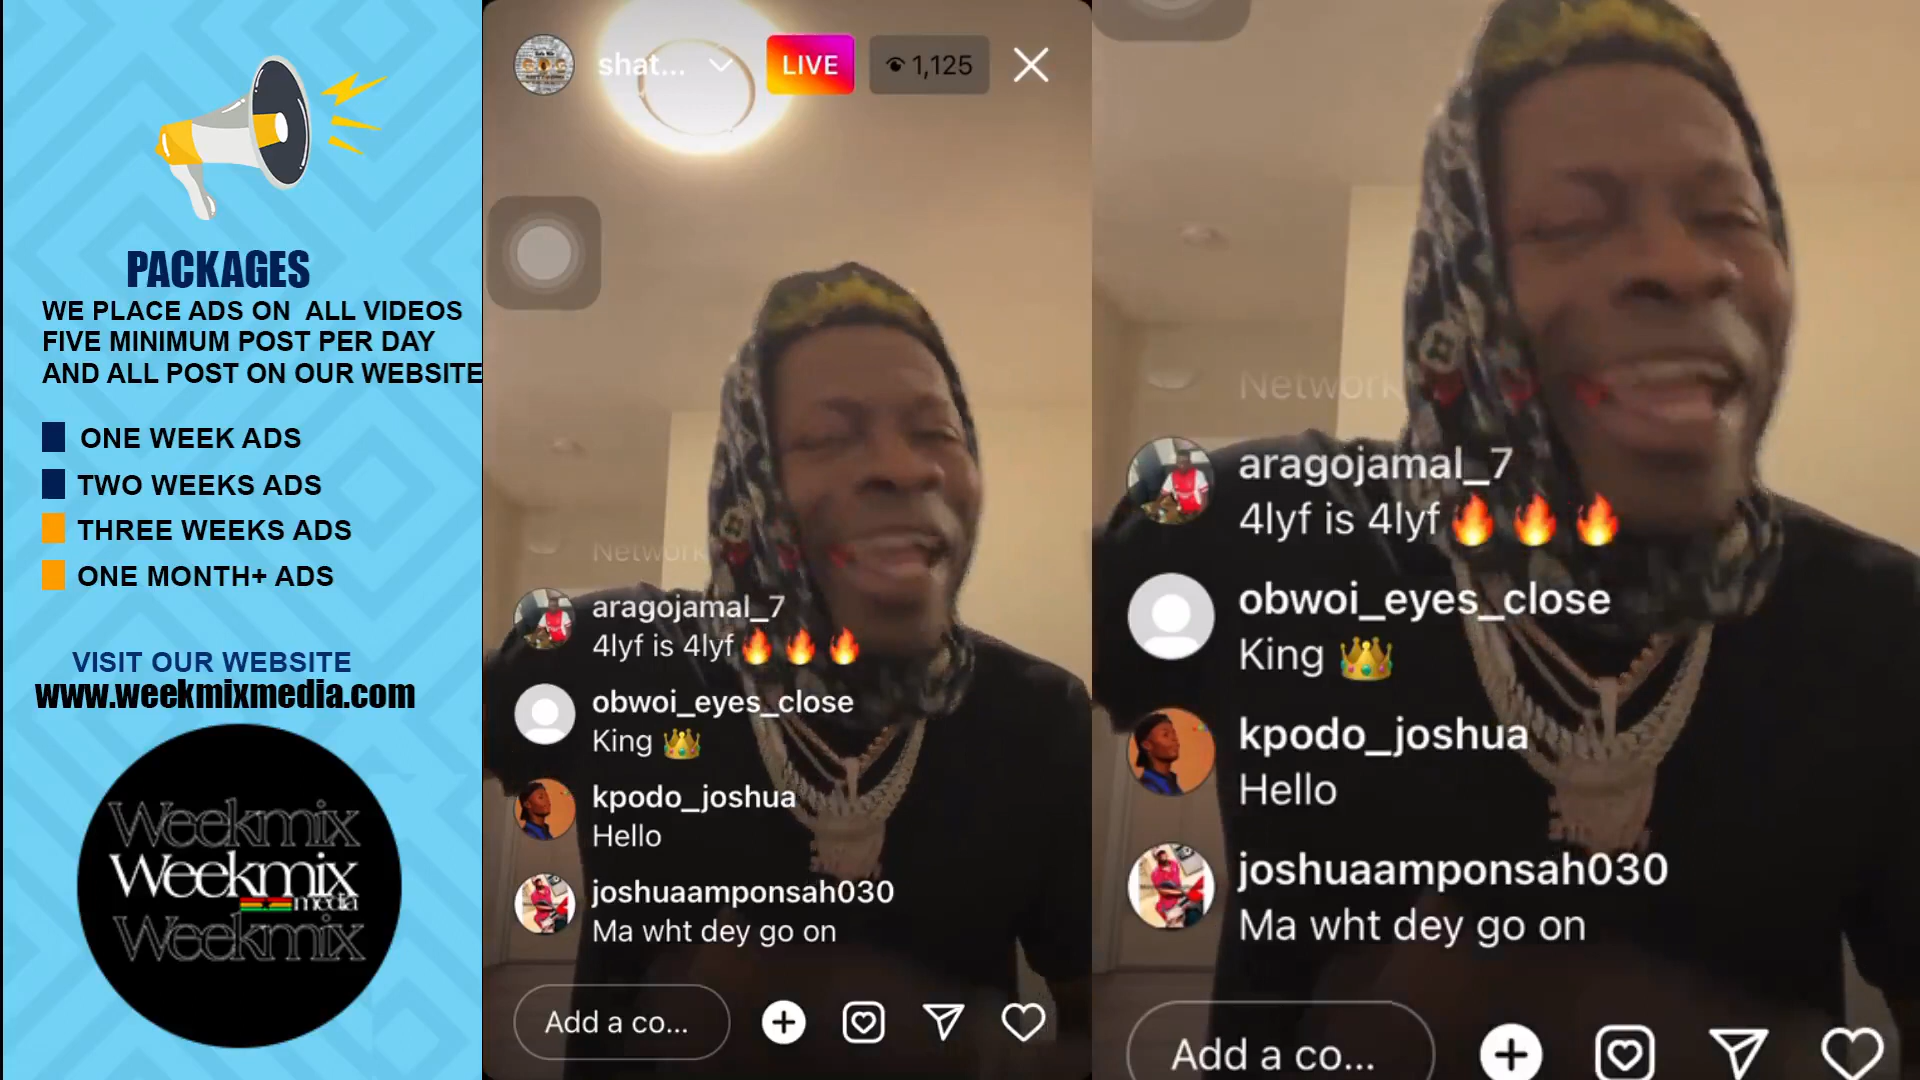 PACKAGES
WE PLACE ADS ON ALL VIDEOS
FIVE MINIMUM POST PER DAY
AND ALL POST ON OUR WEBSITE
ONE WEEK ADS
TWO WEEKS ADS
THREE WEEKS ADS
ONE MONTH+ ADS
VISIT OUR WEBSITE
www.weekmixmedia.com
Weekmix
Weekmix
media
Weekmix
shat...
LIVE
1,125
Network
aragojamal_7
4lyf is 4lyf🔥🔥🔥
obwoi_eyes_close
King 👑
kpodo_joshua
Hello
joshuaamponsah030
Ma wht dey go on
Add a co...
Network
aragojamal_7
4lyf is 4lyf🔥🔥🔥
obwoi_eyes_close
King 👑
kpodo_joshua
Hello
joshuaamponsah030
Ma wht dey go on
Add a co...